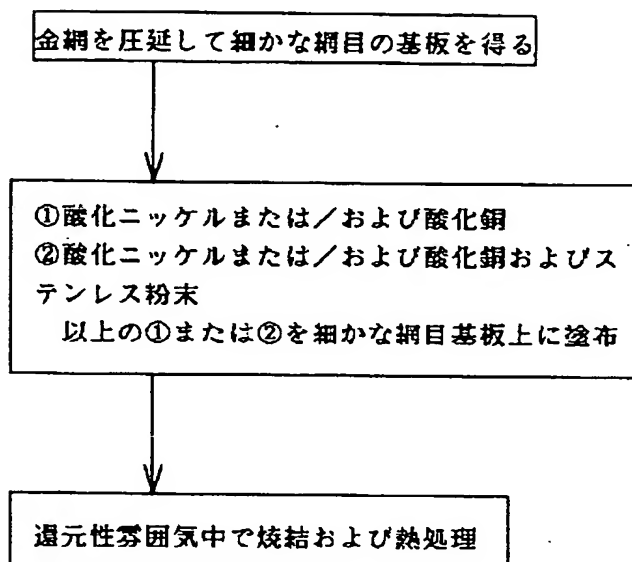 金網を圧延して細かな網目の基板を得る
①酸化ニッケルまたは/および酸化銅
②酸化ニッケルまたは/および酸化銅およびス
テンレス粉末
以上の①または②を細かな網目基板上に塗布
還元性雰囲気中で焼結および熱処理